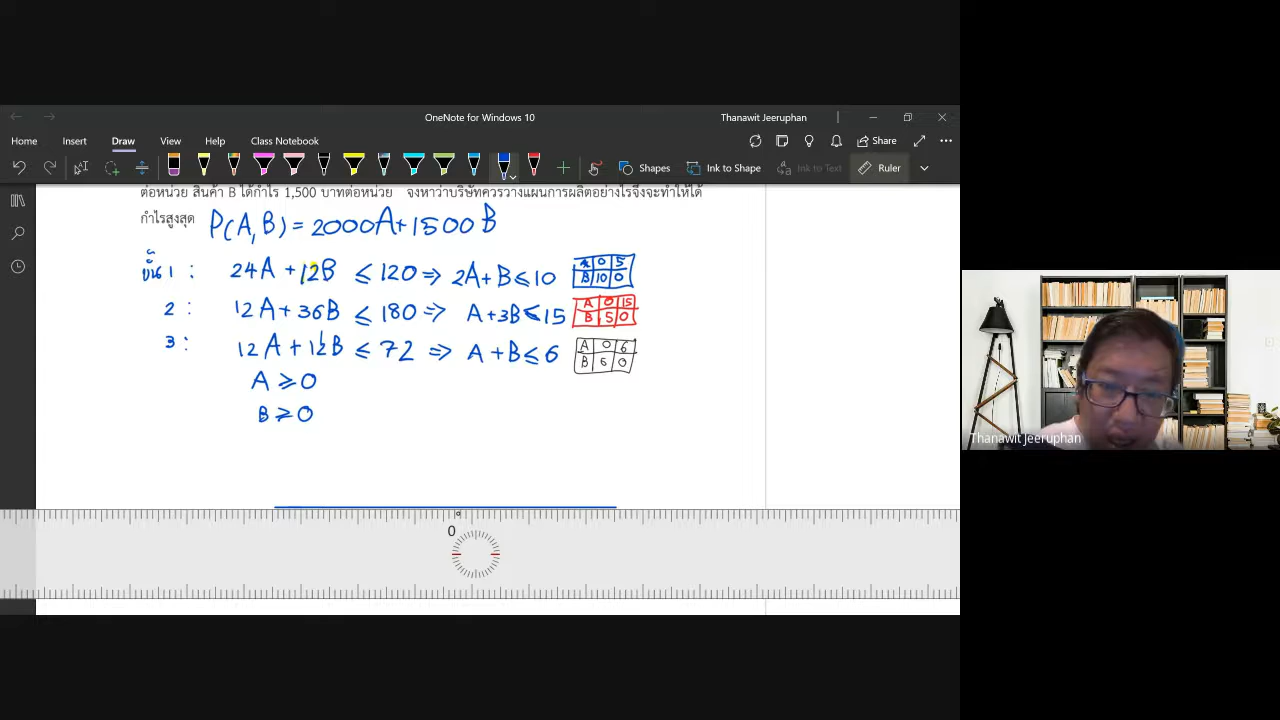 OneNote for Windows 10
Thanawit Jeeruphan
Home Insert Draw View Help Class Notebook
Share
Shapes Ink to Shape Ink to Text Ruler
ต่อหน่วย สินค้า B ได้กำไร 1,500 บาทต่อหน่วย จงหาว่าบริษัทควรวางแผนการผลิตอย่างไรจึงจะทำให้ได้
กำไรสูงสุด P(A,B) = 2000A+1500B
ขั้น 1 : 24A + 12B ≤ 120 ⇒ 2A+B ≤ 10
A 0 5
B 10 0
2 : 12A + 36B ≤ 180 ⇒ A+3B ≤ 15
A 0 15
B 5 0
3 : 12A + 12B ≤ 72 ⇒ A+B ≤ 6
A 0 6
B 6 0
A ≥ 0
B ≥ 0
0
Thanawit Jeeruphan